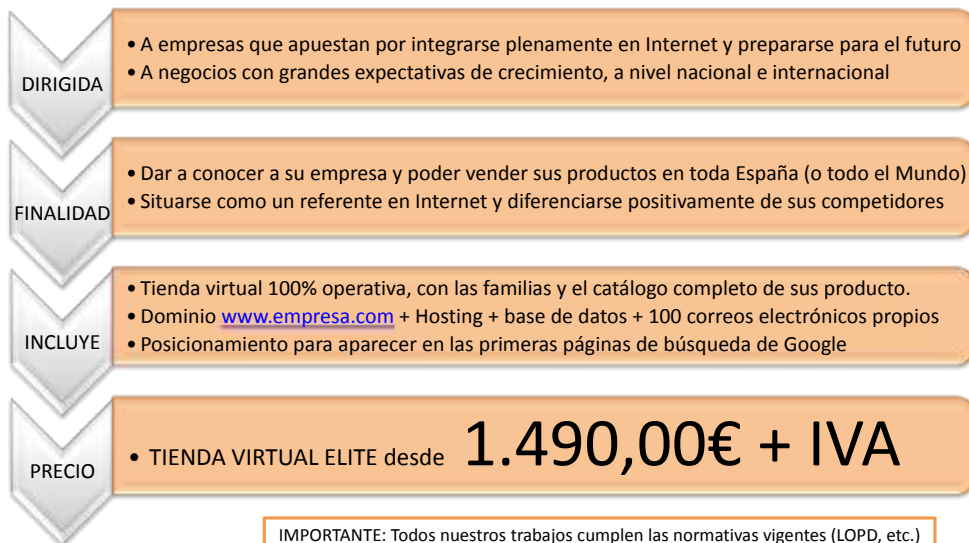 DIRIGIDA
• A empresas que apuestan por integrarse plenamente en Internet y prepararse para el futuro
• A negocios con grandes expectativas de crecimiento, a nivel nacional e internacional
FINALIDAD
• Dar a conocer a su empresa y poder vender sus productos en toda España (o todo el Mundo)
• Situarse como un referente en Internet y diferenciarse positivamente de sus competidores
INCLUYE
• Tienda virtual 100% operativa, con las familias y el catálogo completo de sus producto.
• Dominio www.empresa.com + Hosting + base de datos + 100 correos electrónicos propios
• Posicionamiento para aparecer en las primeras páginas de búsqueda de Google
PRECIO
• TIENDA VIRTUAL ELITE desde 1.490,00€ + IVA
IMPORTANTE: Todos nuestros trabajos cumplen las normativas vigentes (LOPD, etc.)